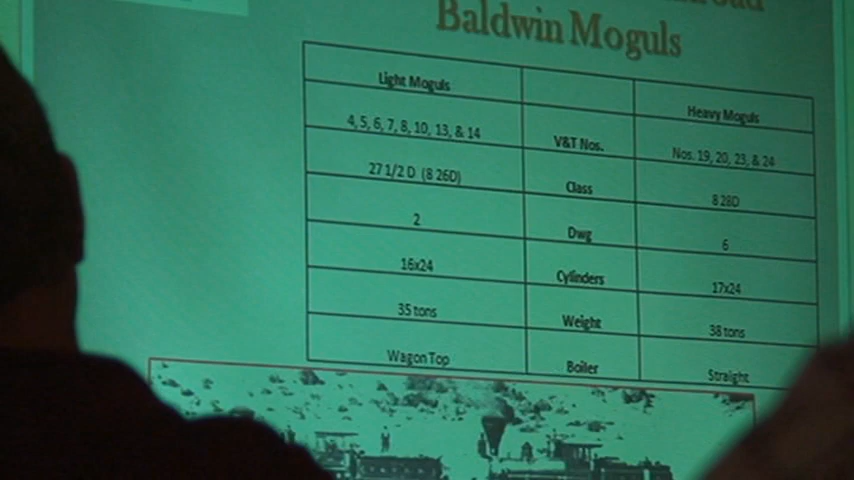 Baldwin Moguls
Light Moguls Heavy Moguls
4, 5, 6, 7, 8, 10, 13, & 14 V&T Nos. Nos. 19, 20, 23, & 24
27 1/2 D (8 26D) Class 8 28D
2 Dwg 6
16x24 Cylinders 17x24
35 tons Weight 38 tons
Wagon Top Boiler Straight